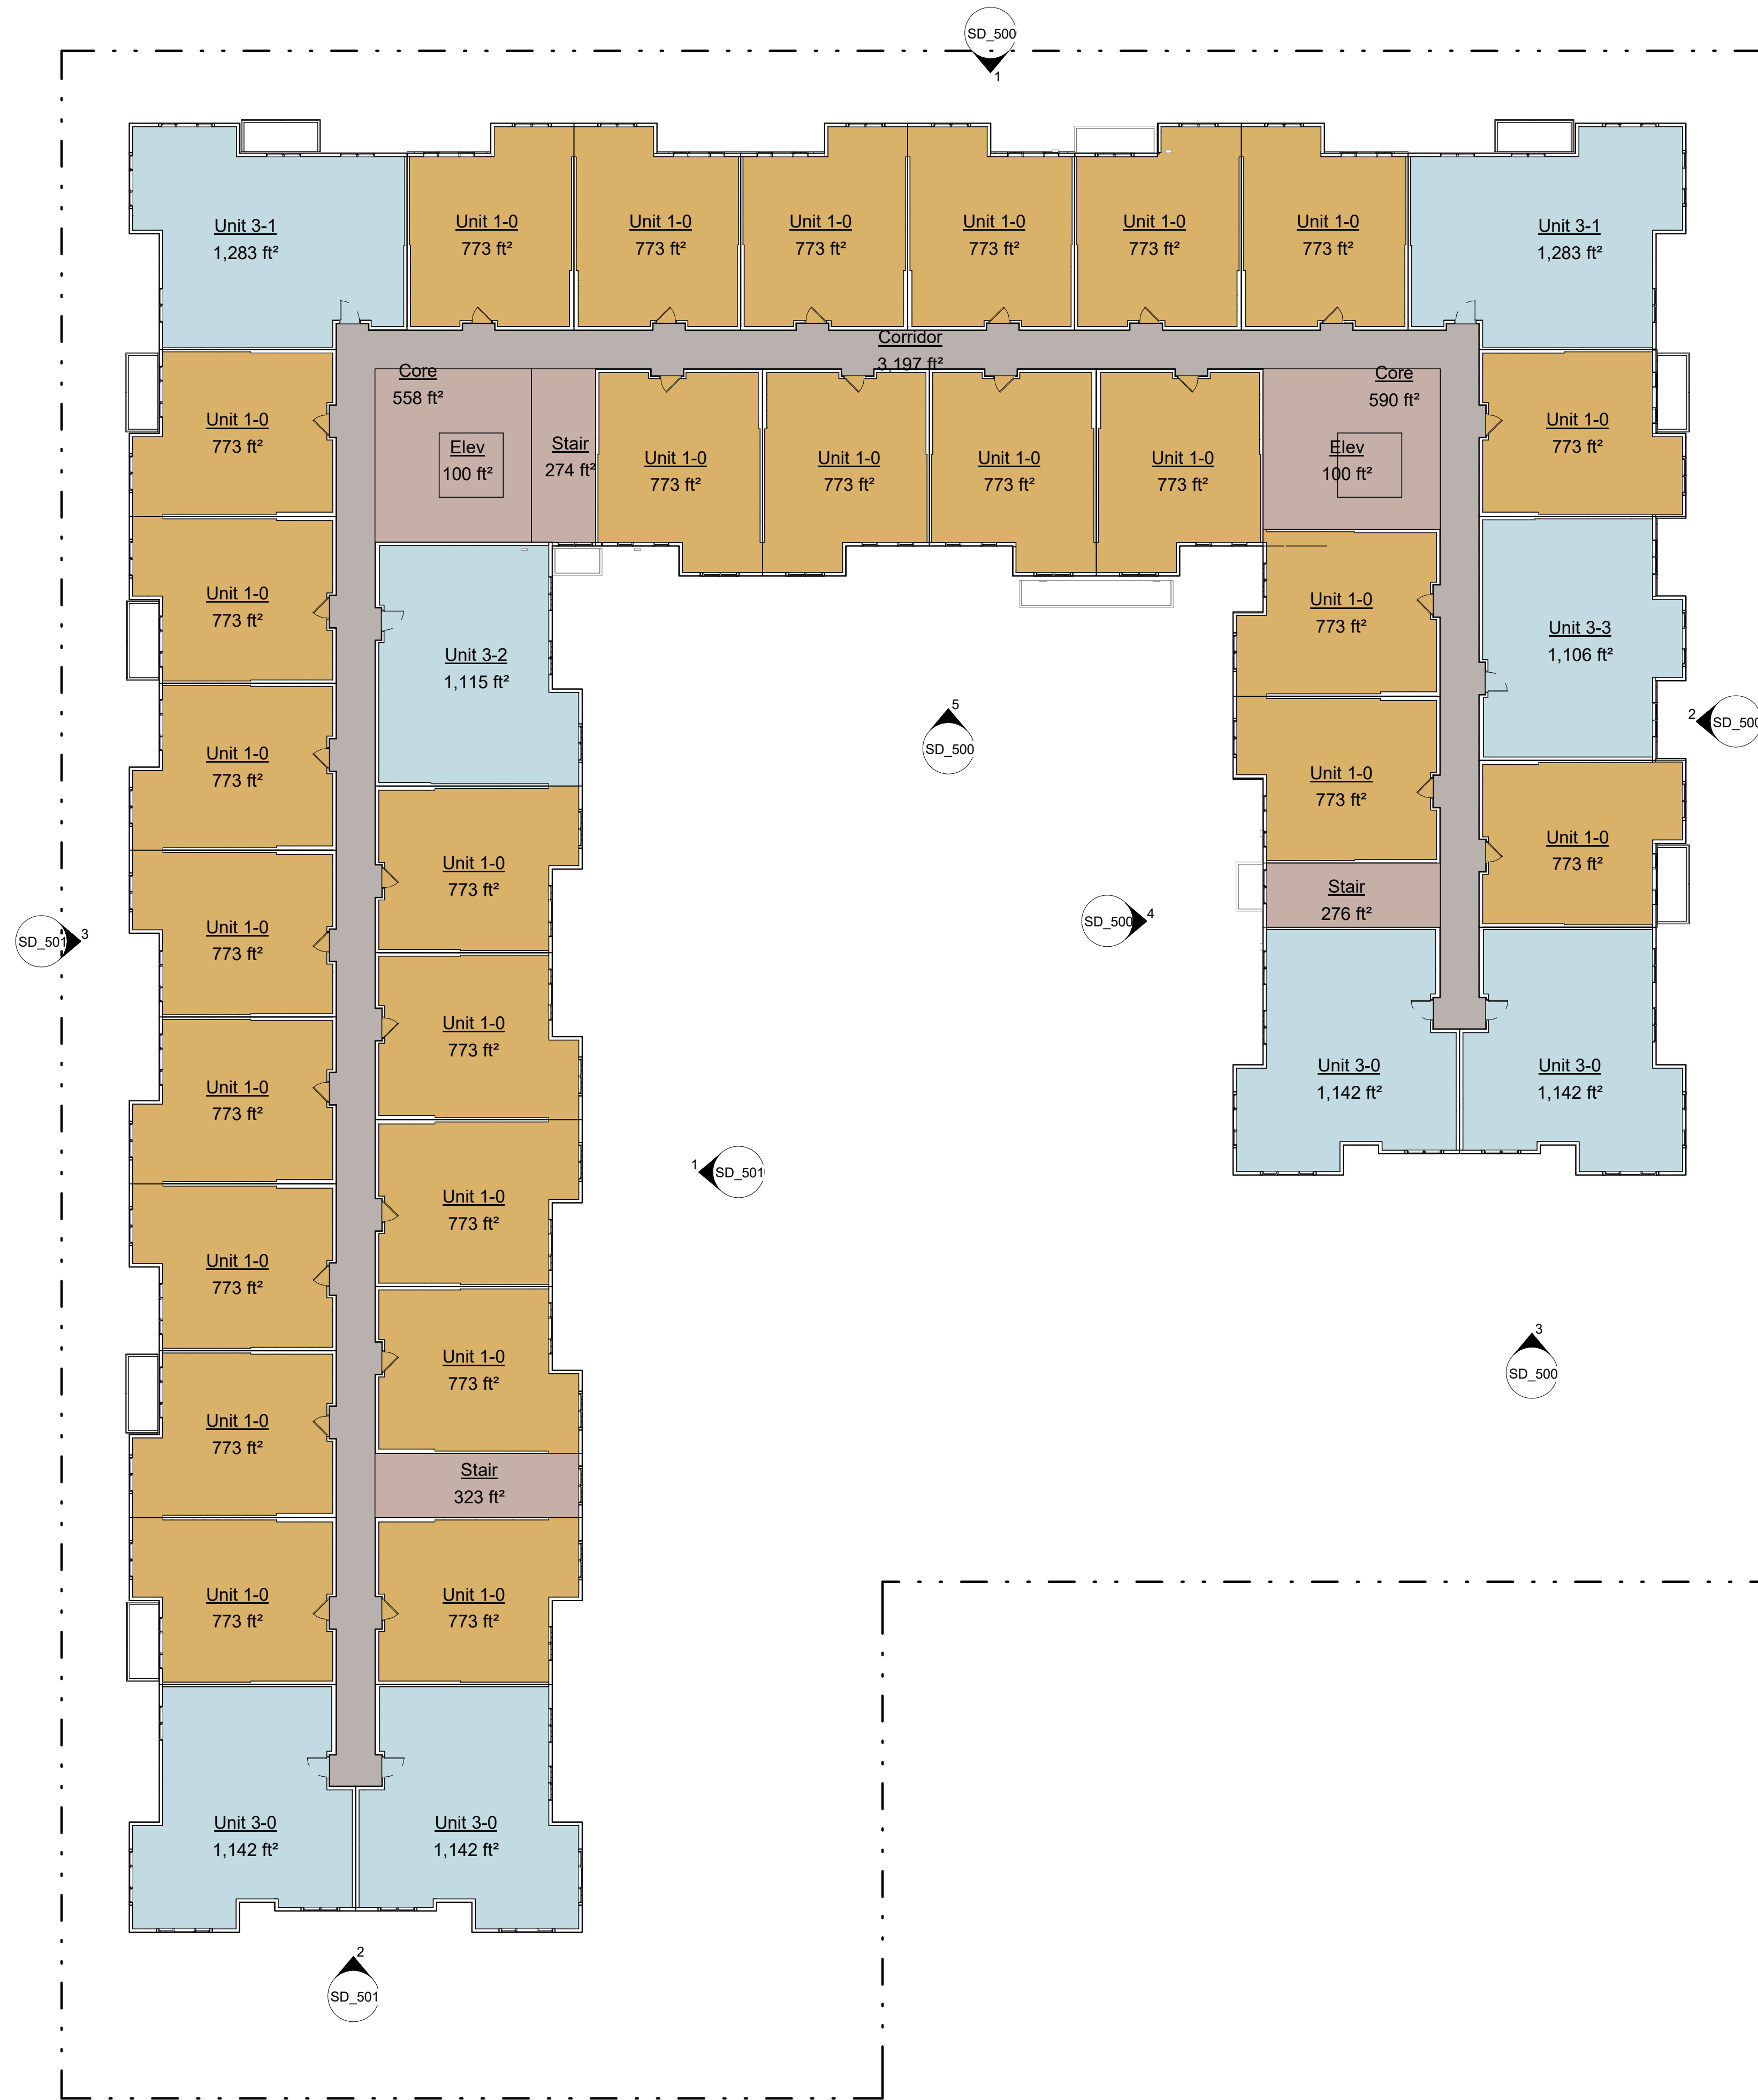 SD_500
1
Unit 3-1
1,283 ft²
Unit 1-0
773 ft²
Unit 1-0
773 ft²
Unit 1-0
773 ft²
Unit 1-0
773 ft²
Unit 1-0
773 ft²
Unit 1-0
773 ft²
Unit 3-1
1,283 ft²
Corridor
3,197 ft²
Core
558 ft²
Core
590 ft²
Unit 1-0
773 ft²
Elev
100 ft²
Stair
274 ft²
Unit 1-0
773 ft²
Unit 1-0
773 ft²
Unit 1-0
773 ft²
Unit 1-0
773 ft²
Elev
100 ft²
Unit 1-0
773 ft²
Unit 1-0
773 ft²
Unit 3-2
1,115 ft²
Unit 1-0
773 ft²
Unit 3-3
1,106 ft²
5
SD_500
2
SD_500
Unit 1-0
773 ft²
Unit 1-0
773 ft²
Unit 1-0
773 ft²
Unit 1-0
773 ft²
Stair
276 ft²
SD_500
4
SD_501
3
Unit 1-0
773 ft²
Unit 1-0
773 ft²
Unit 1-0
773 ft²
Unit 3-0
1,142 ft²
Unit 3-0
1,142 ft²
1
SD_501
Unit 1-0
773 ft²
Unit 1-0
773 ft²
Unit 1-0
773 ft²
3
SD_500
Unit 1-0
773 ft²
Stair
323 ft²
Unit 1-0
773 ft²
Unit 1-0
773 ft²
Unit 3-0
1,142 ft²
Unit 3-0
1,142 ft²
2
SD_501